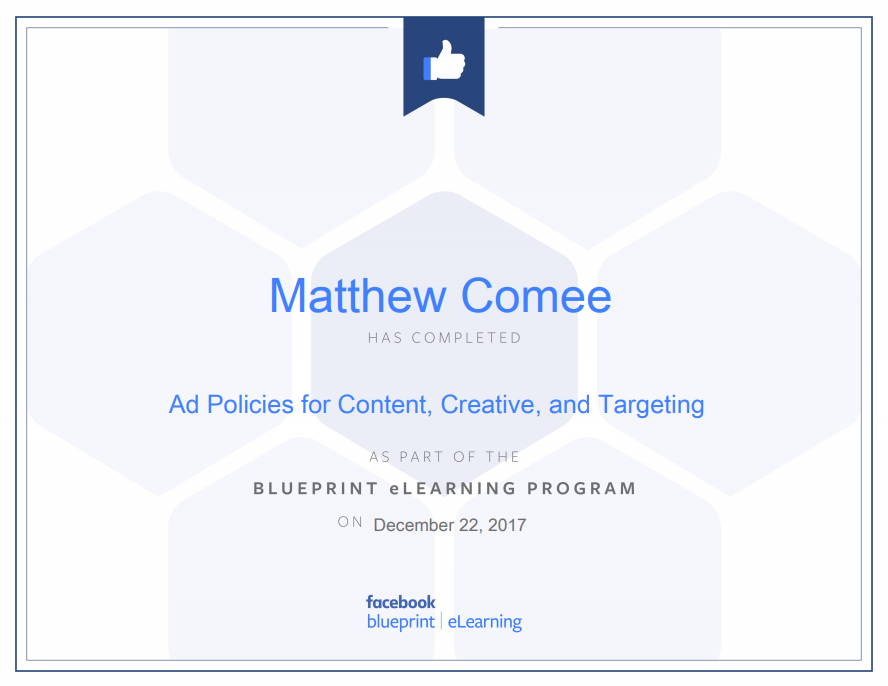 Matthew Comee
HAS COMPLETED
Ad Policies for Content, Creative, and Targeting
AS PART OF THE
BLUEPRINT eLEARNING PROGRAM
ON December 22, 2017
facebook
blueprint | eLearning